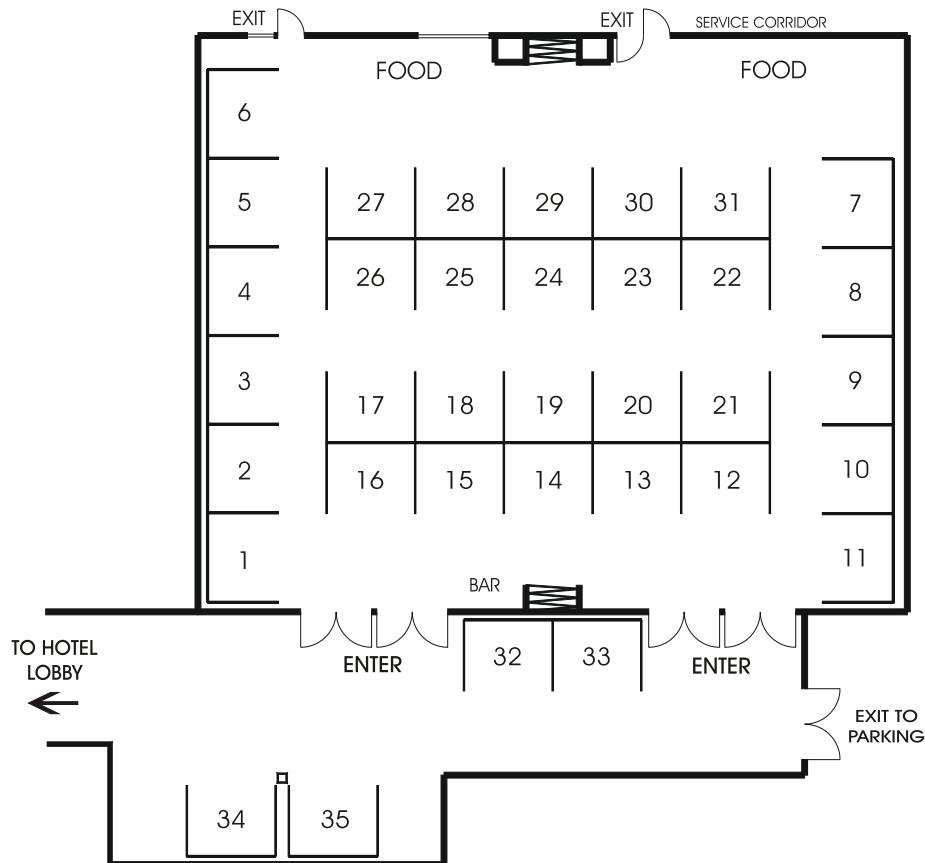 EXIT
EXIT
SERVICE CORRIDOR
FOOD
FOOD
6
5
27
28
29
30
31
7
4
26
25
24
23
22
8
3
17
18
19
20
21
9
2
16
15
14
13
12
10
1
11
BAR
TO HOTEL
LOBBY
ENTER
32
33
ENTER
EXIT TO
PARKING
34
35